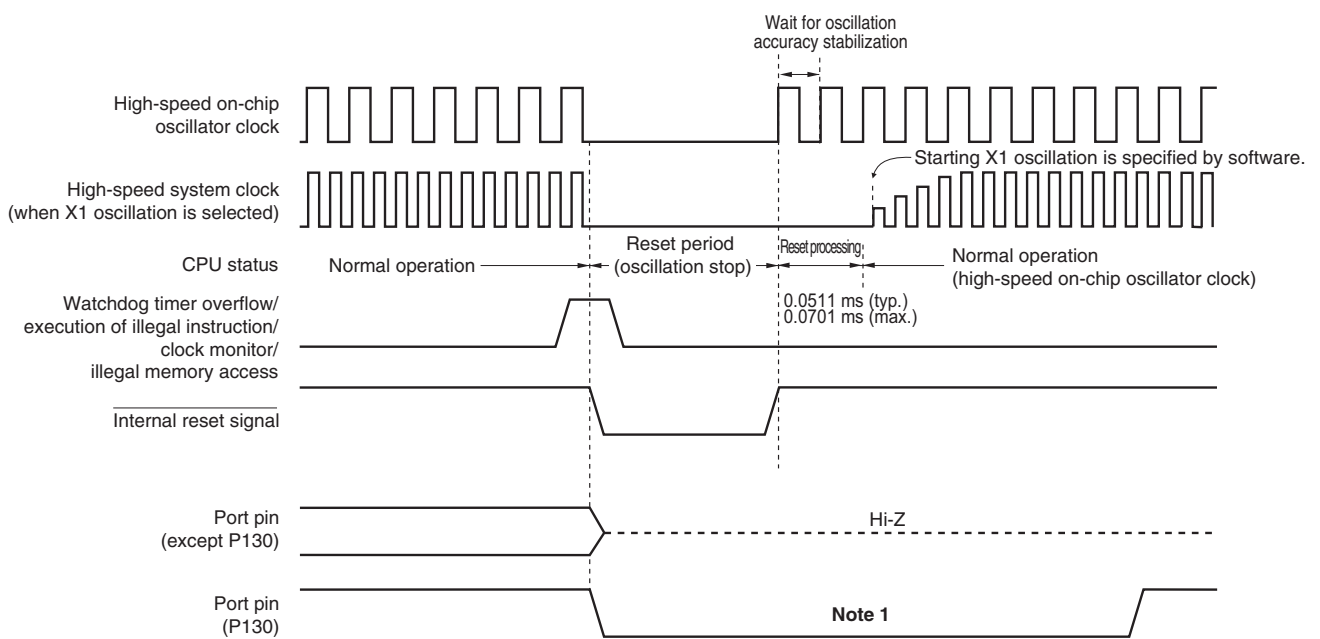 Wait for oscillation
accuracy stabilization
High-speed on-chip
oscillator clock
Starting X1 oscillation is specified by software.
High-speed system clock
(when X1 oscillation is selected)
CPU status
Normal operation
Reset period
(oscillation stop)
Reset processing
Normal operation
(high-speed on-chip oscillator clock)
0.0511 ms (typ.)
0.0701 ms (max.)
Watchdog timer overflow/
execution of illegal instruction/
clock monitor/
illegal memory access
Internal reset signal
Port pin
(except P130)
Hi-Z
Port pin
(P130)
Note 1